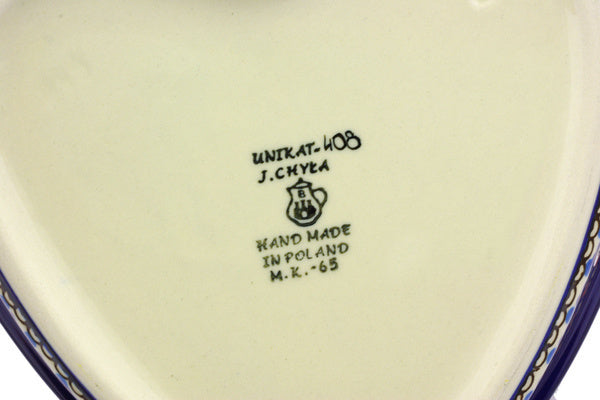 UNIKAT-408
J.CHYŁA
B
HAND MADE
IN POLAND
M.K.-65